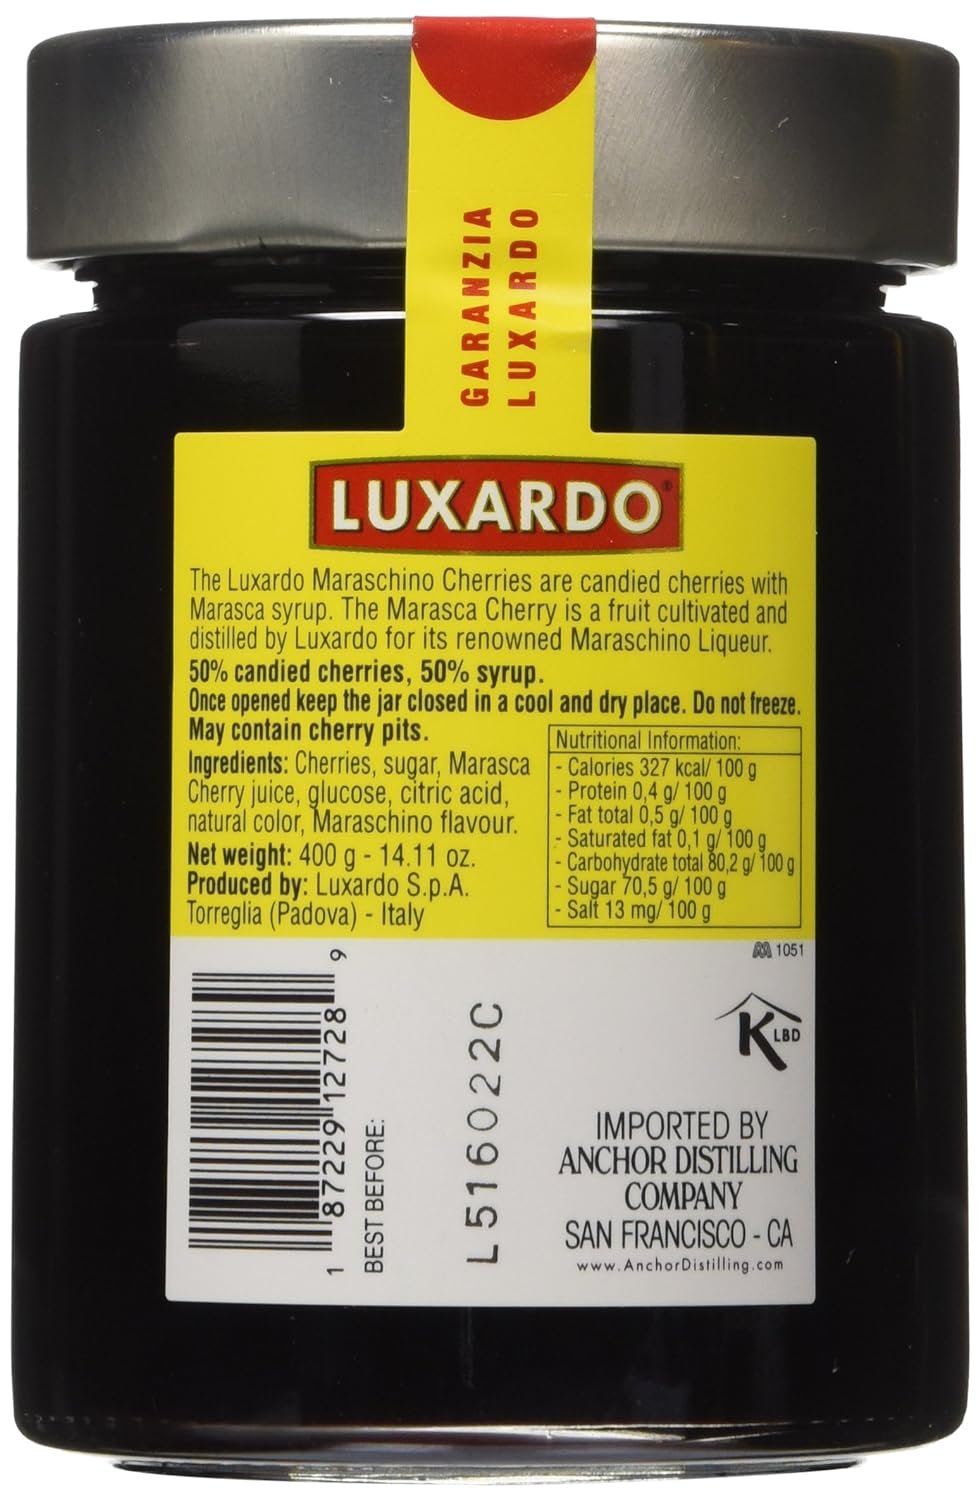 GARANZIA
LUXARDO
LUXARDO®
The Luxardo Maraschino Cherries are candied cherries with
Marasca syrup. The Marasca Cherry is a fruit cultivated and
distilled by Luxardo for its renowned Maraschino Liqueur.
50% candied cherries, 50% syrup.
Once opened keep the jar closed in a cool and dry place. Do not freeze.
May contain cherry pits.
Ingredients: Cherries, sugar, Marasca
Cherry juice, glucose, citric acid,
natural color, Maraschino flavour.
Net weight: 400 g - 14.11 oz.
Produced by: Luxardo S.p.A.
Torreglia (Padova) - Italy
Nutritional Information:
- Calories 327 kcal/ 100 g
- Protein 0,4 g/ 100 g
- Fat total 0,5 g/ 100 g
- Saturated fat 0,1 g/ 100 g
- Carbohydrate total 80,2 g/ 100 g
- Sugar 70,5 g/ 100 g
- Salt 13 mg/ 100 g
1051
1 87229 12728 9
BEST BEFORE:
L516022C
K LBD
IMPORTED BY
ANCHOR DISTILLING
COMPANY
SAN FRANCISCO - CA
www.AnchorDistilling.com